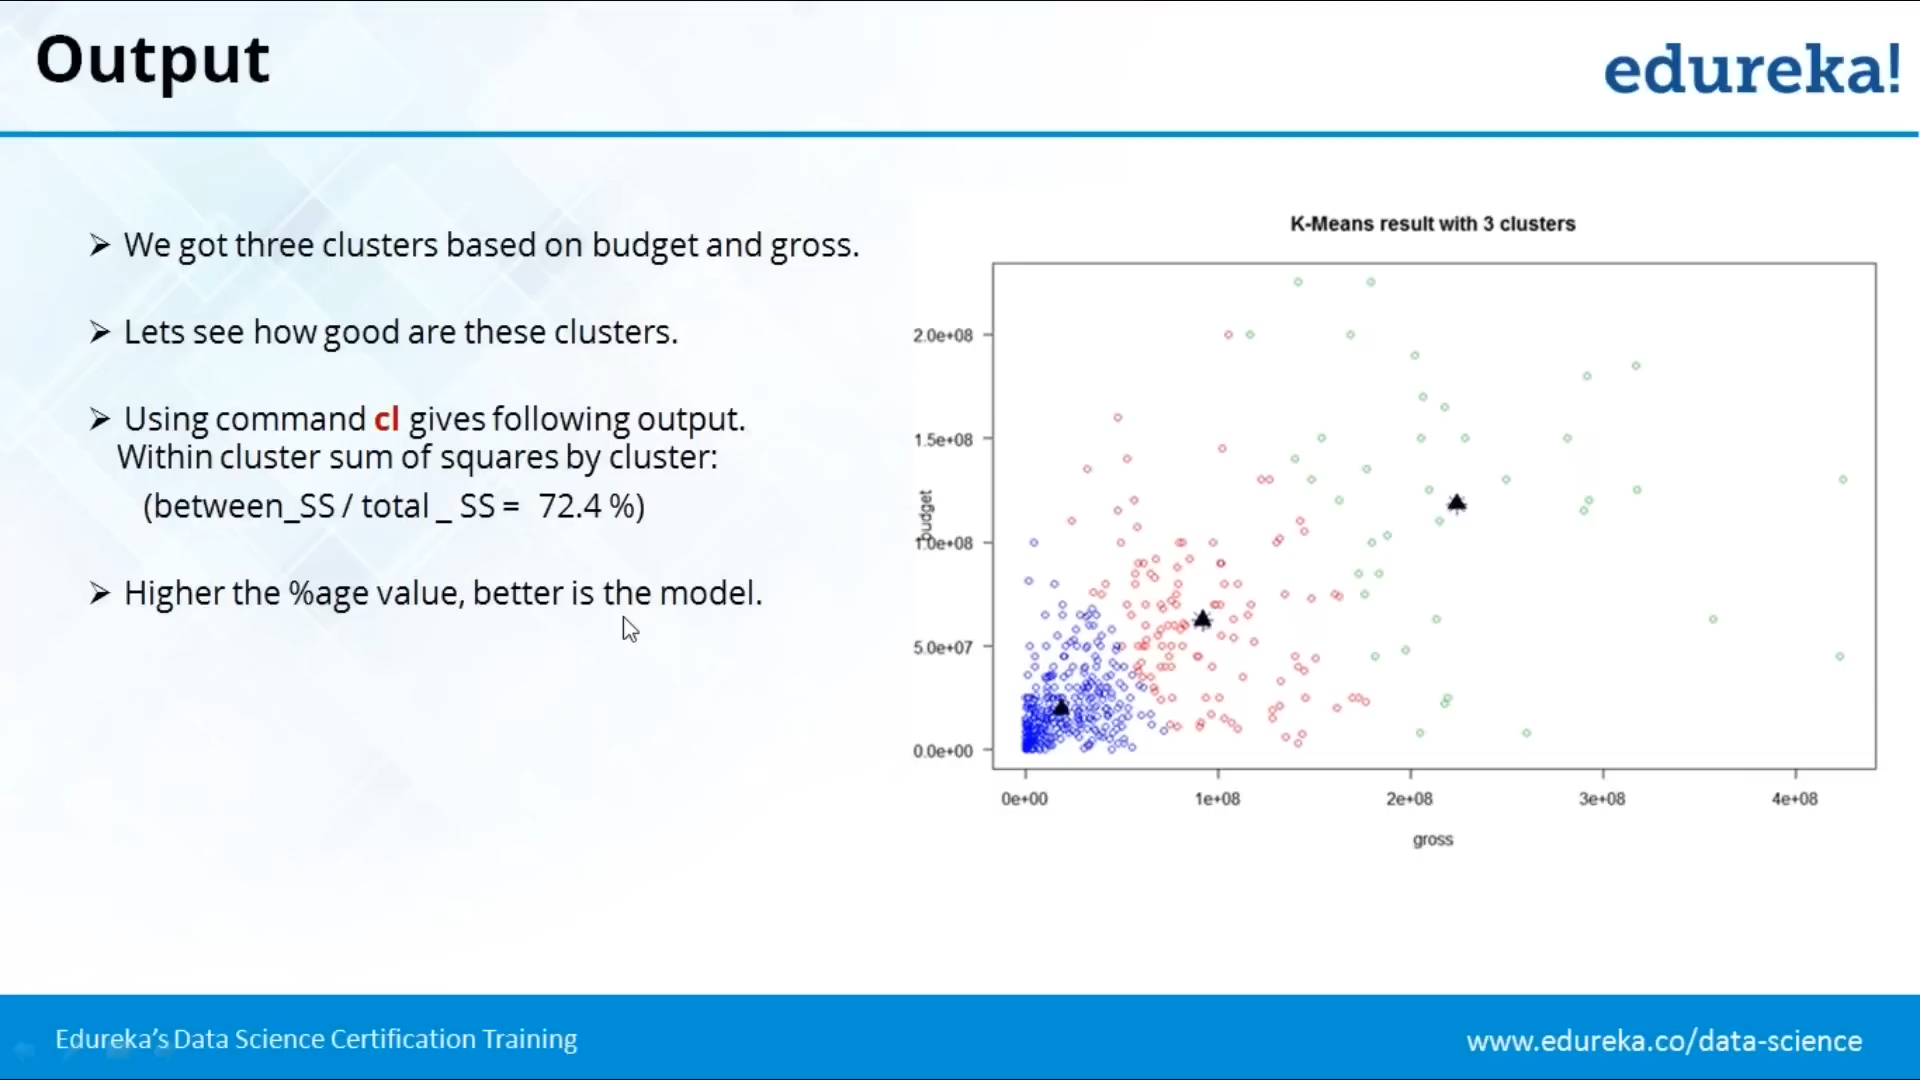 Output
edureka!
➢ We got three clusters based on budget and gross.
➢ Lets see how good are these clusters.
➢ Using command cl gives following output.
Within cluster sum of squares by cluster:
(between_SS / total _ SS = 72.4 %)
➢ Higher the %age value, better is the model.
K-Means result with 3 clusters
2.0e+08
1.5e+08
budget
1.0e+08
5.0e+07
0.0e+00
0e+00 1e+08 2e+08 3e+08 4e+08
gross
Edureka’s Data Science Certification Training
www.edureka.co/data-science